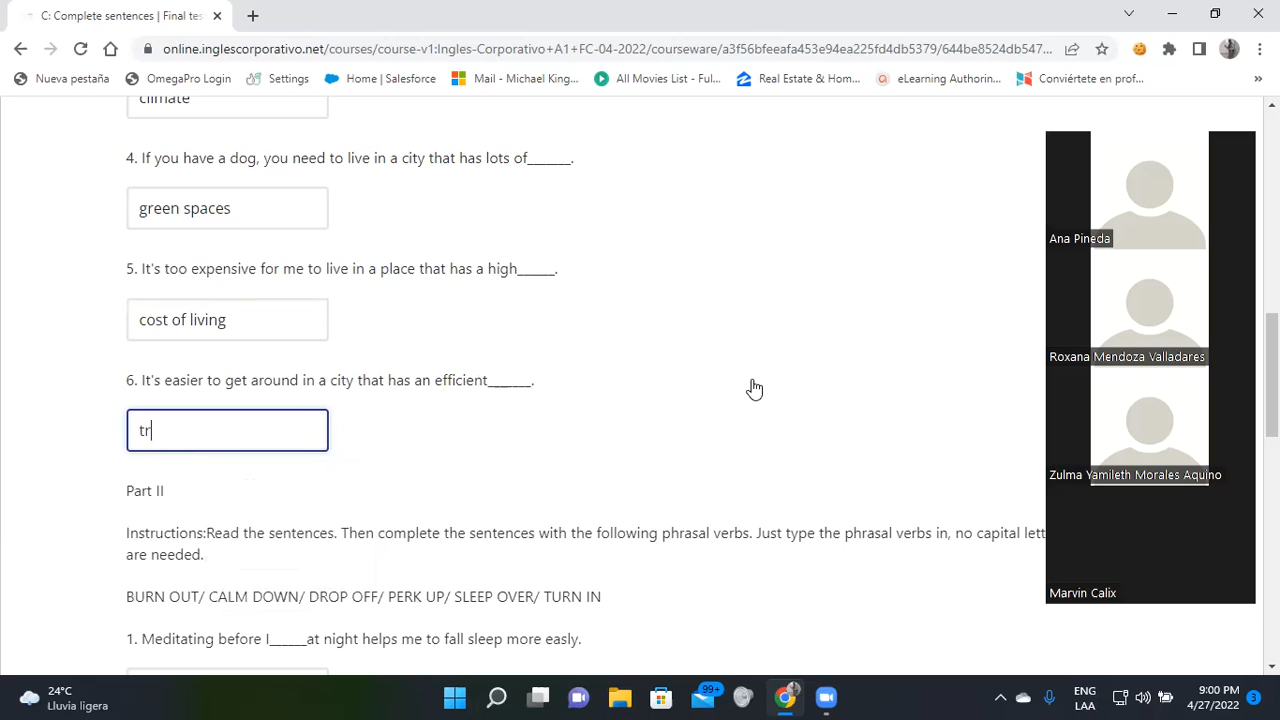 C: Complete sentences | Final tes
online.inglescorporativo.net/courses/course-v1:Ingles-Corporativo+A1+FC-04-2022/courseware/a3f56bfeeafa453e94ea225fd4db5379/644be8524db547...
Nueva pestaña
OmegaPro Login
Settings
Home | Salesforce
Mail - Michael King...
All Movies List - Ful...
Real Estate & Hom...
eLearning Authorin...
Conviértete en prof...
»
climate
4. If you have a dog, you need to live in a city that has lots of______.
green spaces
5. It's too expensive for me to live in a place that has a high_____.
cost of living
6. It's easier to get around in a city that has an efficient______.
tr
Part II
Instructions:Read the sentences. Then complete the sentences with the following phrasal verbs. Just type the phrasal verbs in, no capital lett
are needed.
BURN OUT/ CALM DOWN/ DROP OFF/ PERK UP/ SLEEP OVER/ TURN IN
1. Meditating before I_____at night helps me to fall sleep more easly.
Ana Pineda
Roxana Mendoza Valladares
Zulma Yamileth Morales Aquino
Marvin Calix
24°C
Lluvia ligera
99+
ENG
LAA
9:00 PM
4/27/2022
3